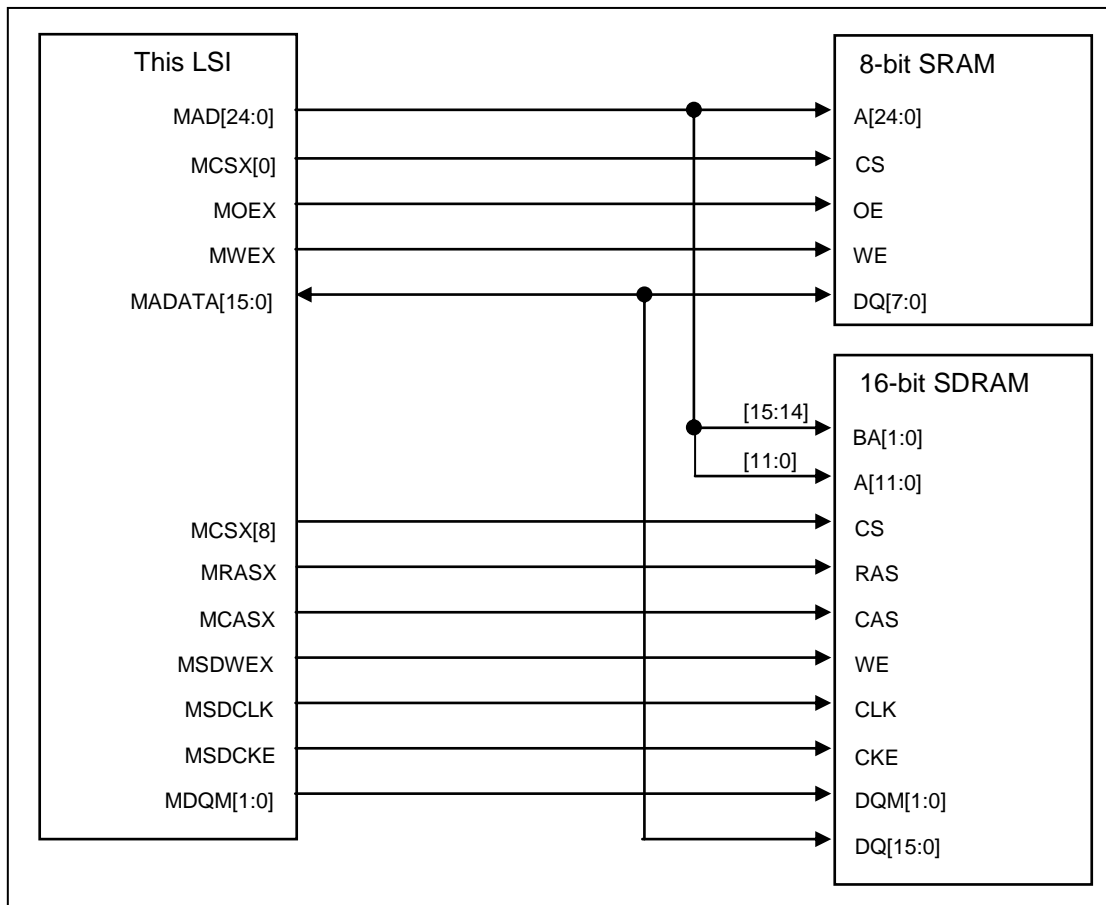 This LSI
MAD[24:0]
MCSX[0]
MOEX
MWEX
MADATA[15:0]
MCSX[8]
MRASX
MCASX
MSDWEX
MSDCLK
MSDCKE
MDQM[1:0]
[15:14]
[11:0]
8-bit SRAM
A[24:0]
CS
OE
WE
DQ[7:0]
16-bit SDRAM
BA[1:0]
A[11:0]
CS
RAS
CAS
WE
CLK
CKE
DQM[1:0]
DQ[15:0]